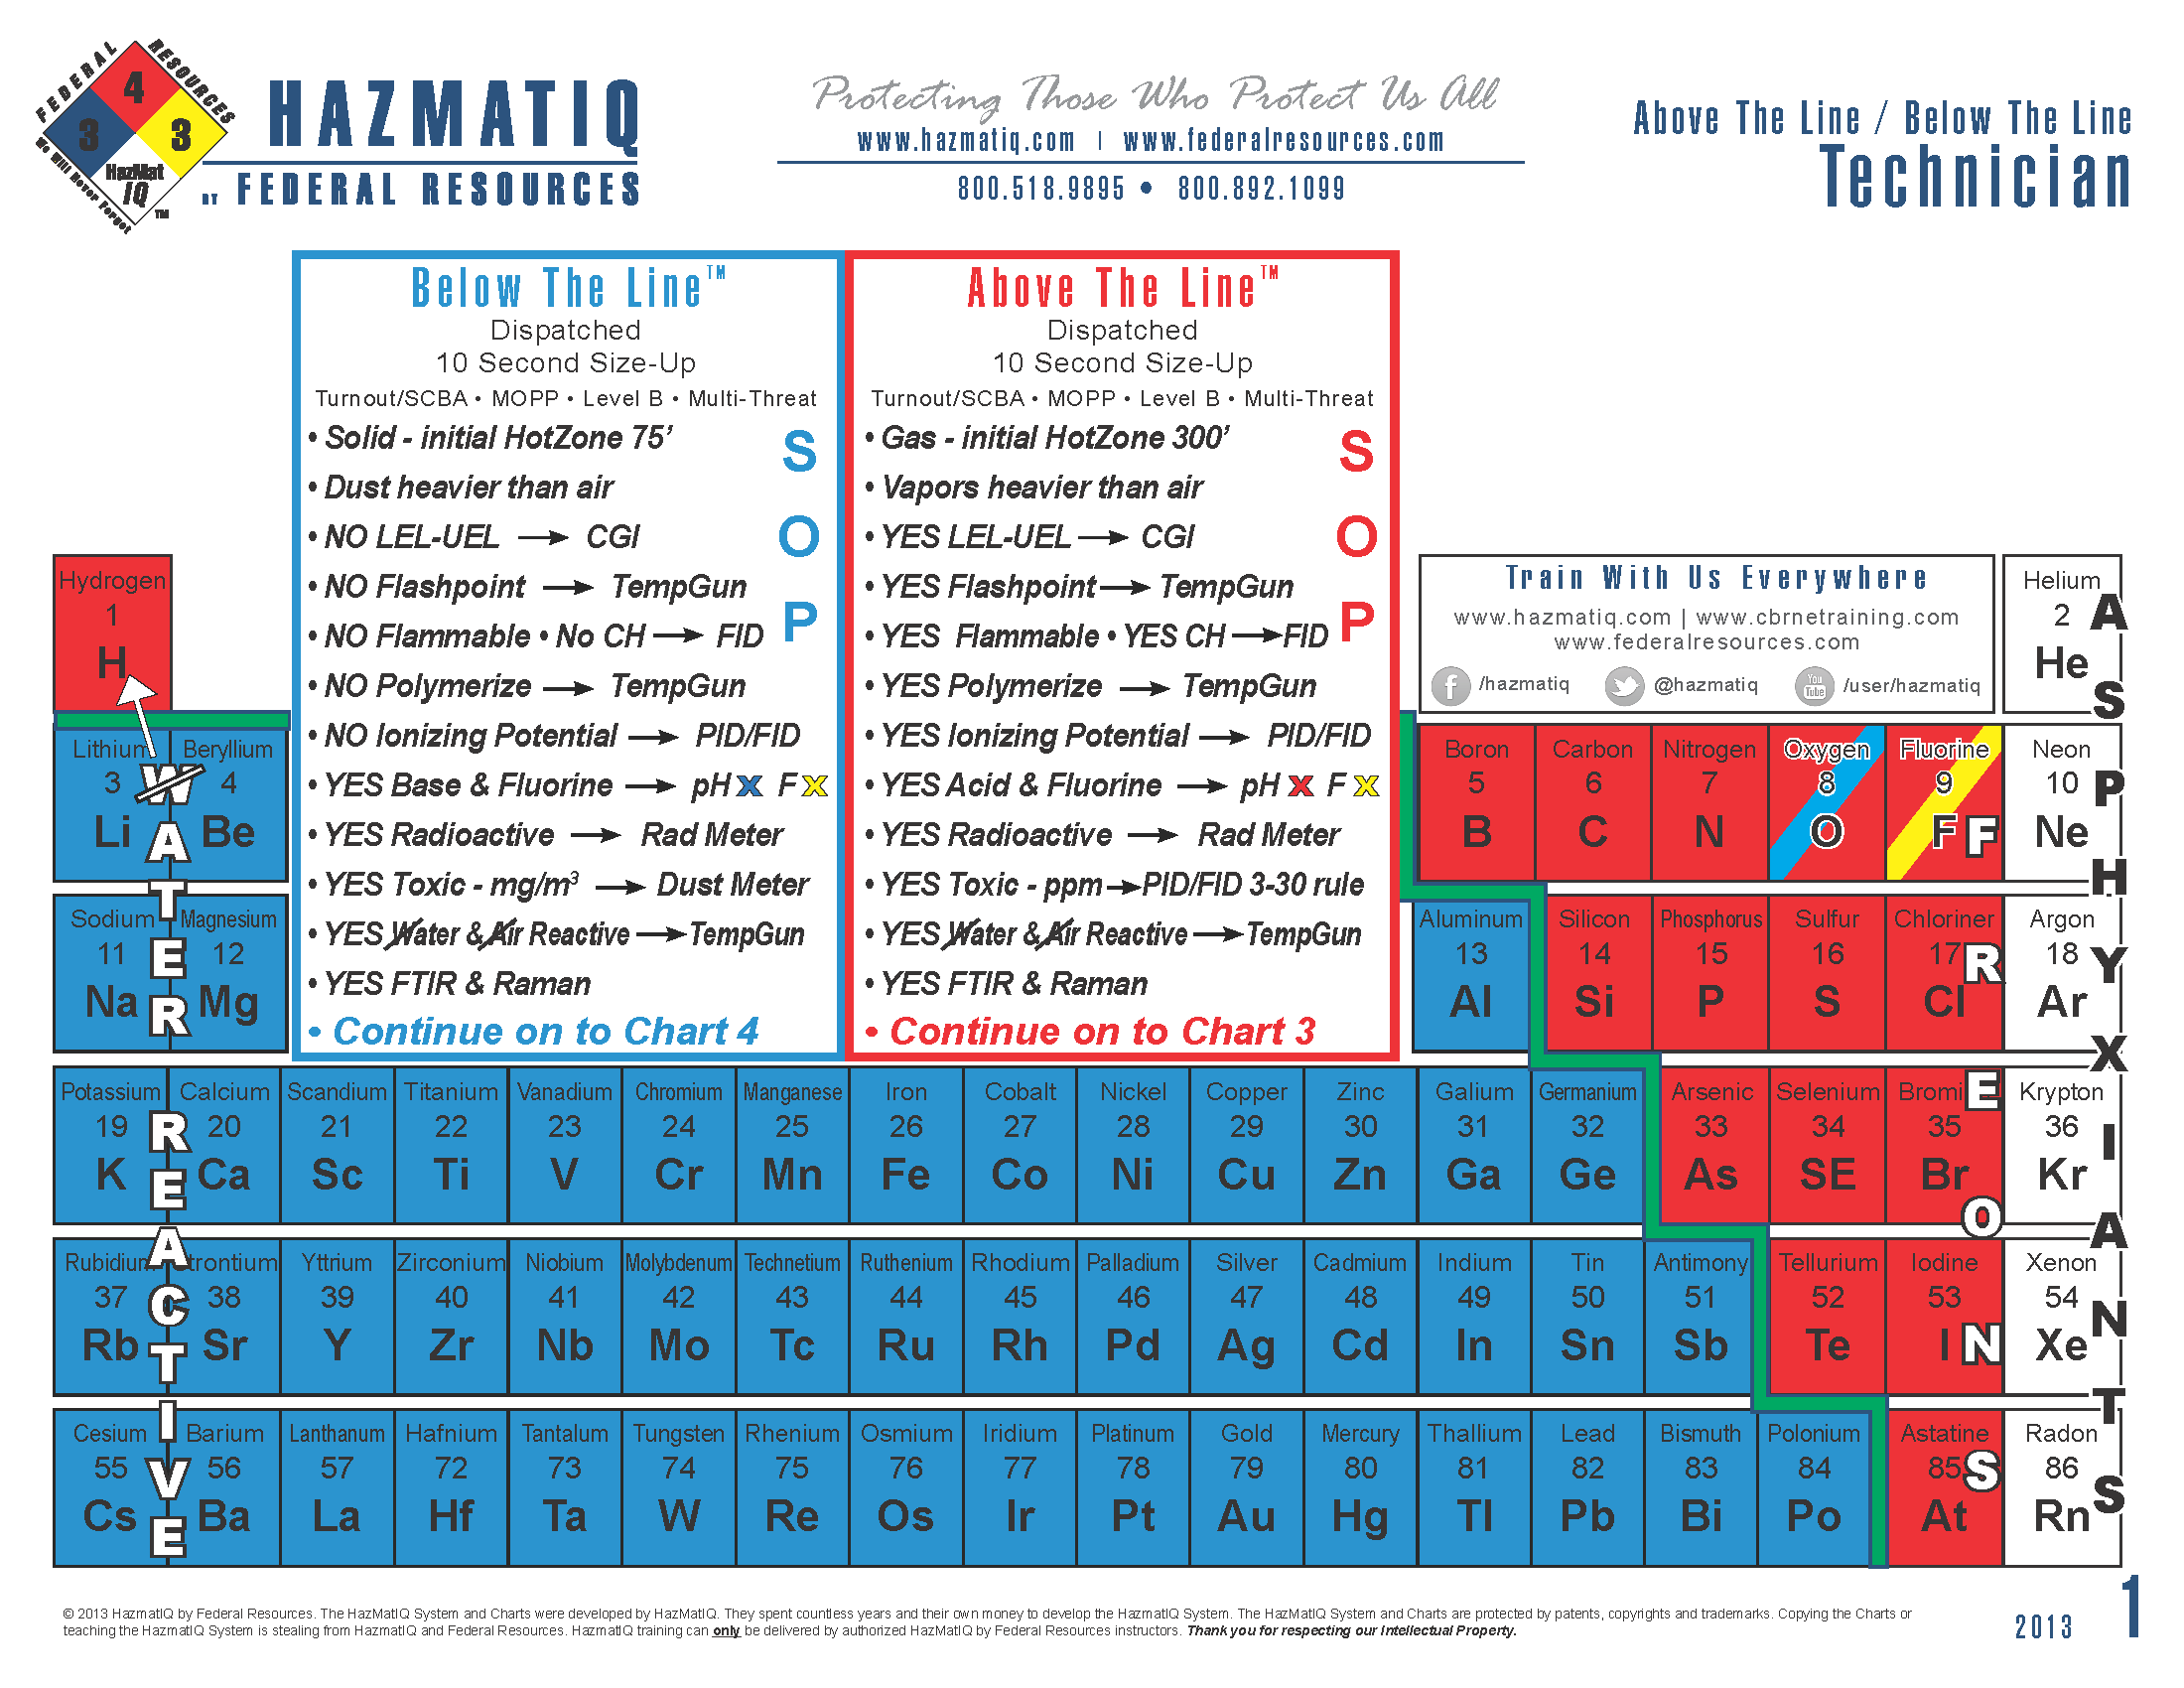 FEDERAL RESOURCES
4
3 3
HazMat
IQ™
We Will Never Forget
HAZMATIQ
BY FEDERAL RESOURCES
Protecting Those Who Protect Us All
www.hazmatiq.com | www.federalresources.com
800.518.9895 • 800.892.1099
Above The Line / Below The Line
Technician
Below The Line™
Dispatched
10 Second Size-Up
Turnout/SCBA • MOPP • Level B • Multi-Threat
• Solid - initial HotZone 75’
• Dust heavier than air
• NO LEL-UEL → CGI
• NO Flashpoint → TempGun
• NO Flammable • No CH → FID
• NO Polymerize → TempGun
• NO Ionizing Potential → PID/FID
• YES Base & Fluorine → pH X F X
• YES Radioactive → Rad Meter
• YES Toxic - mg/m³ → Dust Meter
• YES Water & Air Reactive → TempGun
• YES FTIR & Raman
• Continue on to Chart 4
S
O
P
Above The Line™
Dispatched
10 Second Size-Up
Turnout/SCBA • MOPP • Level B • Multi-Threat
• Gas - initial HotZone 300’
• Vapors heavier than air
• YES LEL-UEL → CGI
• YES Flashpoint → TempGun
• YES Flammable • YES CH → FID
• YES Polymerize → TempGun
• YES Ionizing Potential → PID/FID
• YES Acid & Fluorine → pH X F X
• YES Radioactive → Rad Meter
• YES Toxic - ppm → PID/FID 3-30 rule
• YES Water & Air Reactive → TempGun
• YES FTIR & Raman
• Continue on to Chart 3
S
O
P
Train With Us Everywhere
www.hazmatiq.com | www.cbrnetraining.com
www.federalresources.com
f /hazmatiq @hazmatiq You Tube /user/hazmatiq
Hydrogen Helium
1 2
H He
Lithium Beryllium Boron Carbon Nitrogen Oxygen Fluorine Neon
3 4 5 6 7 8 9 10
Li Be B C N O F Ne
Sodium Magnesium Aluminum Silicon Phosphorus Sulfur Chloriner Argon
11 12 13 14 15 16 17 18
Na Mg Al Si P S Cl Ar
Potassium Calcium Scandium Titanium Vanadium Chromium Manganese Iron Cobalt Nickel Copper Zinc Galium Germanium Arsenic Selenium Bromi Krypton
19 20 21 22 23 24 25 26 27 28 29 30 31 32 33 34 35 36
K Ca Sc Ti V Cr Mn Fe Co Ni Cu Zn Ga Ge As SE Br Kr
Rubidium trontium Yttrium Zirconium Niobium Molybdenum Technetium Ruthenium Rhodium Palladium Silver Cadmium Indium Tin Antimony Tellurium Iodine Xenon
37 38 39 40 41 42 43 44 45 46 47 48 49 50 51 52 53 54
Rb Sr Y Zr Nb Mo Tc Ru Rh Pd Ag Cd In Sn Sb Te I Xe
Cesium Barium Lanthanum Hafnium Tantalum Tungsten Rhenium Osmium Iridium Platinum Gold Mercury Thallium Lead Bismuth Polonium Astatine Radon
55 56 57 72 73 74 75 76 77 78 79 80 81 82 83 84 85 86
Cs Ba La Hf Ta W Re Os Ir Pt Au Hg Tl Pb Bi Po At Rn
WATER REACTIVE
FREONS
ASPHYXIANTS
© 2013 HazmatIQ by Federal Resources. The HazMatIQ System and Charts were developed by HazMatIQ. They spent countless years and their own money to develop the HazmatIQ System. The HazMatIQ System and Charts are protected by patents, copyrights and trademarks. Copying the Charts or
teaching the HazmatIQ System is stealing from HazmatIQ and Federal Resources. HazmatIQ training can only be delivered by authorized HazMatIQ by Federal Resources instructors. Thank you for respecting our Intellectual Property.
2013 1